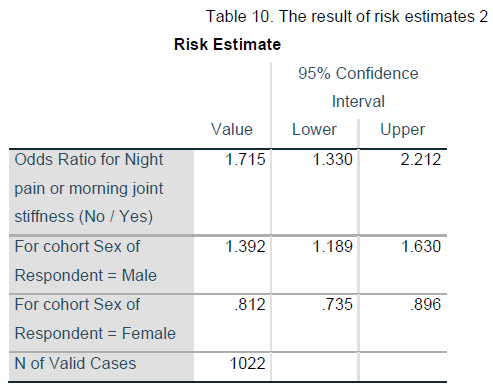 Table 10. The result of risk estimates 2
Risk Estimate
95% Confidence
Interval
Value Lower Upper
Odds Ratio for Night 1.715 1.330 2.212
pain or morning joint
stiffness (No / Yes)
For cohort Sex of 1.392 1.189 1.630
Respondent = Male
For cohort Sex of .812 .735 .896
Respondent = Female
N of Valid Cases 1022